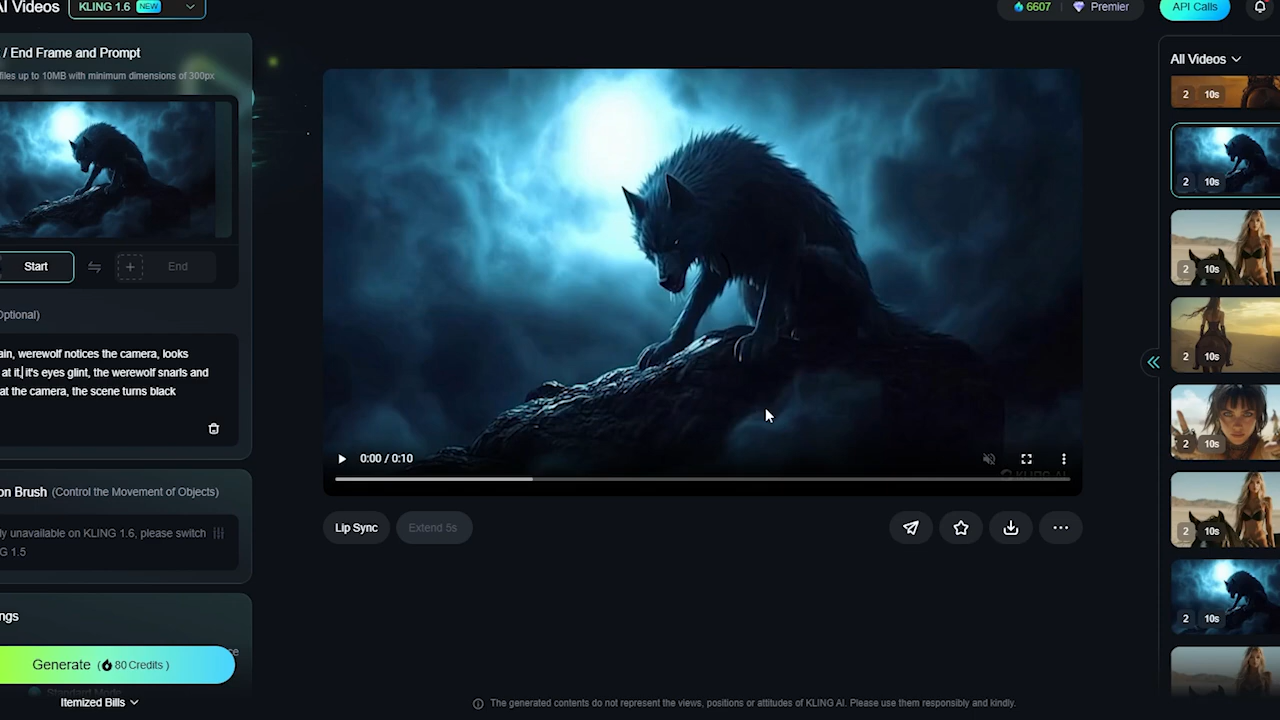 AI Videos
KLING 1.6 NEW
6607
Premier
API Calls
/ End Frame and Prompt
files up to 10MB with minimum dimensions of 300px
Start
End
Optional)
ain, werewolf notices the camera, looks
at it, it's eyes glint, the werewolf snarls and
at the camera, the scene turns black
on Brush (Control the Movement of Objects)
ly unavailable on KLING 1.6, please switch
G 1.5
ngs
ce
Generate ( 80 Credits )
Standard Mode
Itemized Bills
0:00 / 0:10
KLING AI
Lip Sync
Extend 5s
The generated contents do not represent the views, positions or attitudes of KLING AI. Please use them responsibly and kindly.
All Videos
2 10s
2 10s
2 10s
2 10s
2 10s
2 10s
2 10s